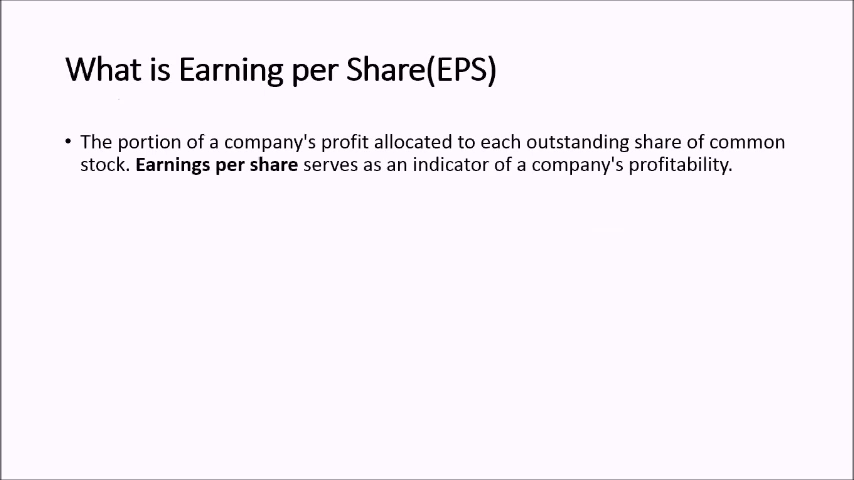 What is Earning per Share(EPS)
• The portion of a company's profit allocated to each outstanding share of common
stock. Earnings per share serves as an indicator of a company's profitability.